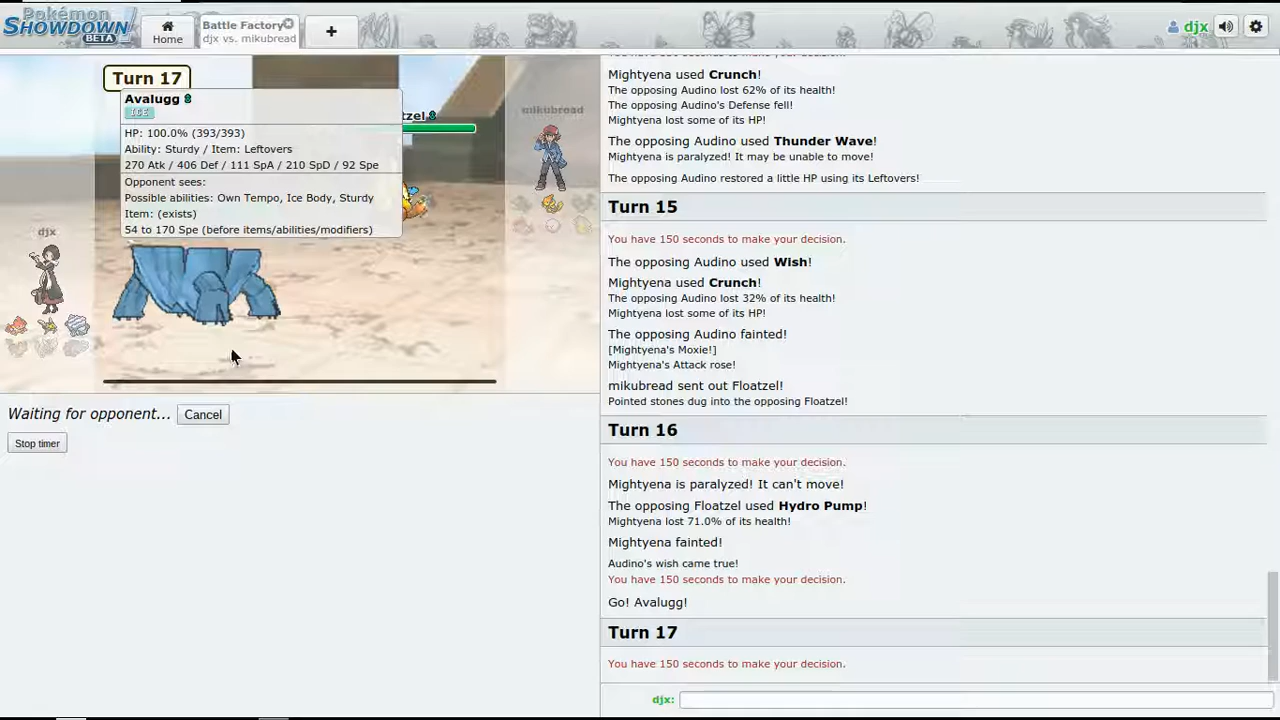 Pokémon
SHOWDOWN
BETA
Home
Battle Factory
djx vs. mikubread
+
djx
Turn 17
Avalugg
ICE
HP: 100.0% (393/393)
Ability: Sturdy / Item: Leftovers
270 Atk / 406 Def / 111 SpA / 210 SpD / 92 Spe
Opponent sees:
Possible abilities: Own Tempo, Ice Body, Sturdy
Item: (exists)
54 to 170 Spe (before items/abilities/modifiers)
tzel
mikubread
djx
Waiting for opponent... Cancel
Stop timer
Mightyena used Crunch!
The opposing Audino lost 62% of its health!
The opposing Audino's Defense fell!
Mightyena lost some of its HP!
The opposing Audino used Thunder Wave!
Mightyena is paralyzed! It may be unable to move!
The opposing Audino restored a little HP using its Leftovers!
Turn 15
You have 150 seconds to make your decision.
The opposing Audino used Wish!
Mightyena used Crunch!
The opposing Audino lost 32% of its health!
Mightyena lost some of its HP!
The opposing Audino fainted!
[Mightyena's Moxie!]
Mightyena's Attack rose!
mikubread sent out Floatzel!
Pointed stones dug into the opposing Floatzel!
Turn 16
You have 150 seconds to make your decision.
Mightyena is paralyzed! It can't move!
The opposing Floatzel used Hydro Pump!
Mightyena lost 71.0% of its health!
Mightyena fainted!
Audino's wish came true!
You have 150 seconds to make your decision.
Go! Avalugg!
Turn 17
You have 150 seconds to make your decision.
djx: